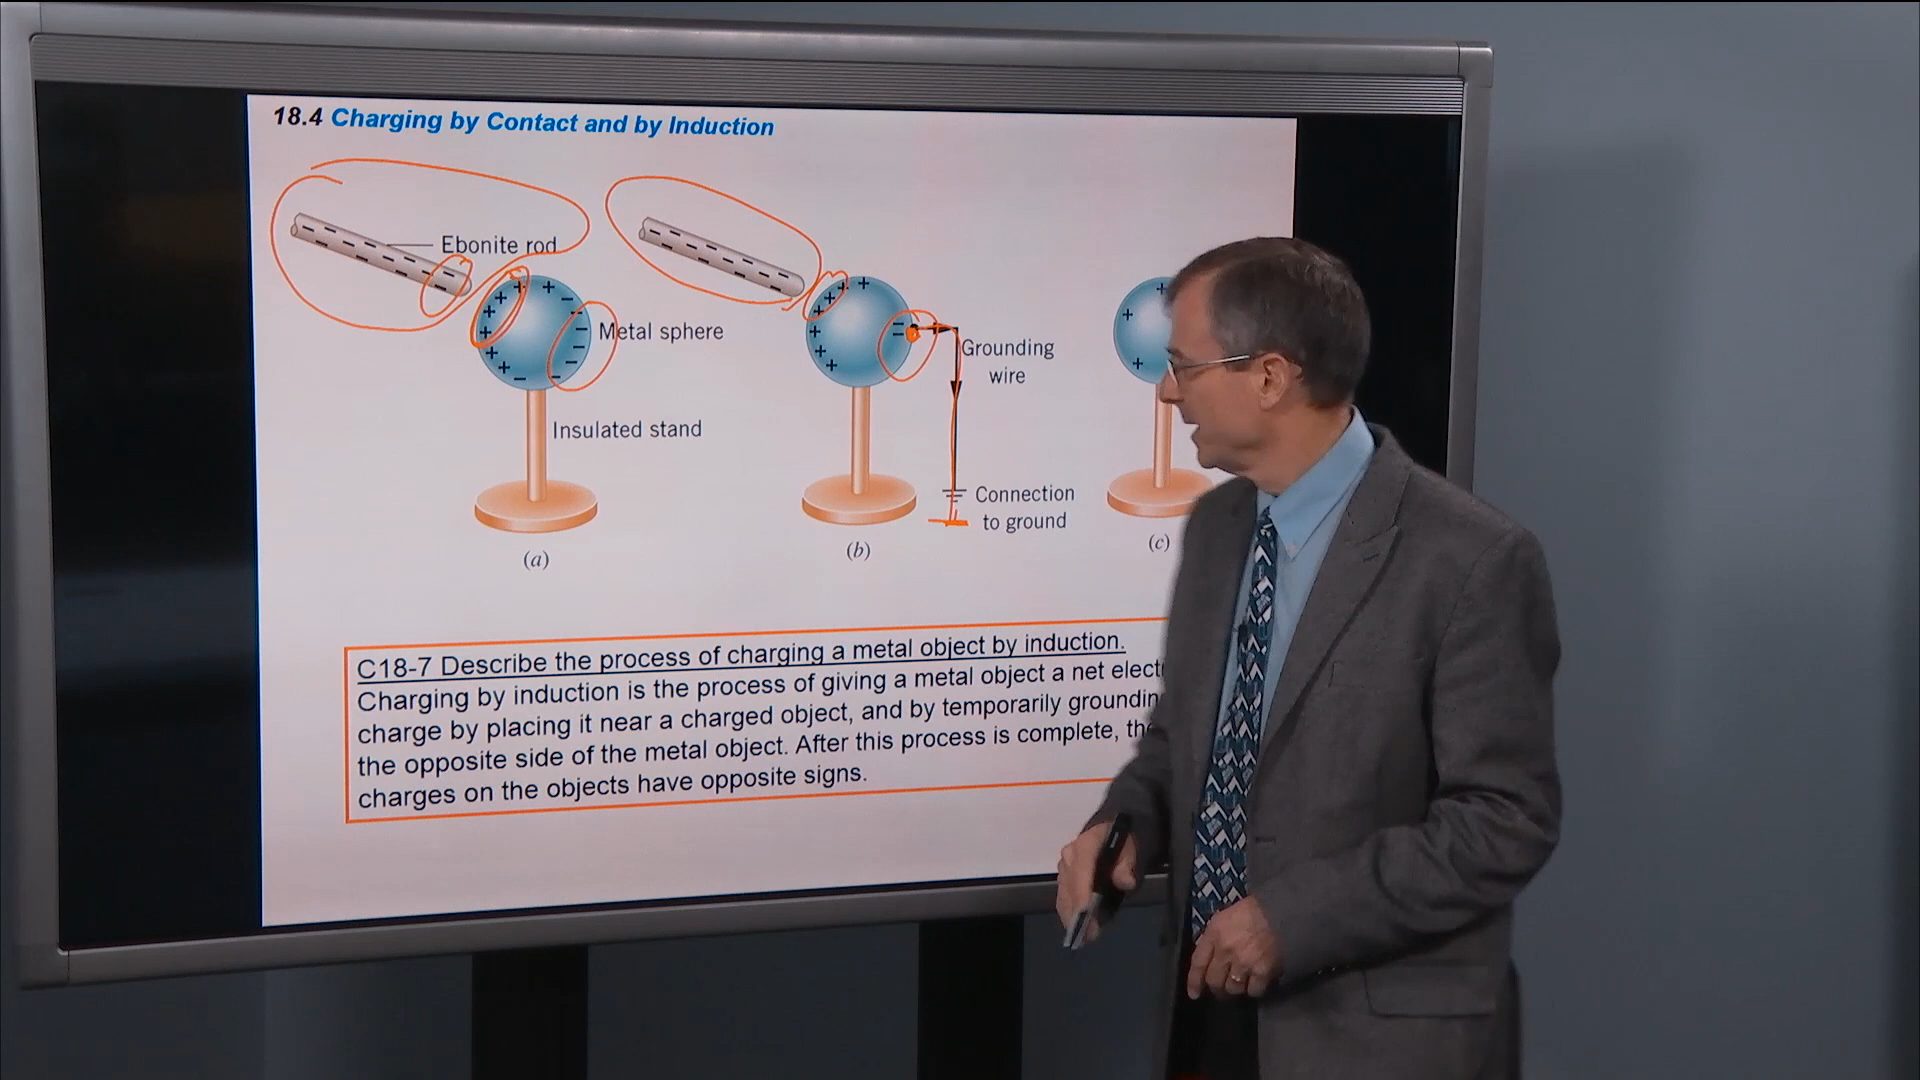 18.4 Charging by Contact and by Induction
Ebonite rod
Metal sphere
Grounding
wire
Insulated stand
Connection
to ground
(a)
(b)
(c)
C18-7 Describe the process of charging a metal object by induction.
Charging by induction is the process of giving a metal object a net
charge by placing it near a charged object, and by temporarily
the opposite side of the metal object. After this process is complete,
charges on the objects have opposite signs.